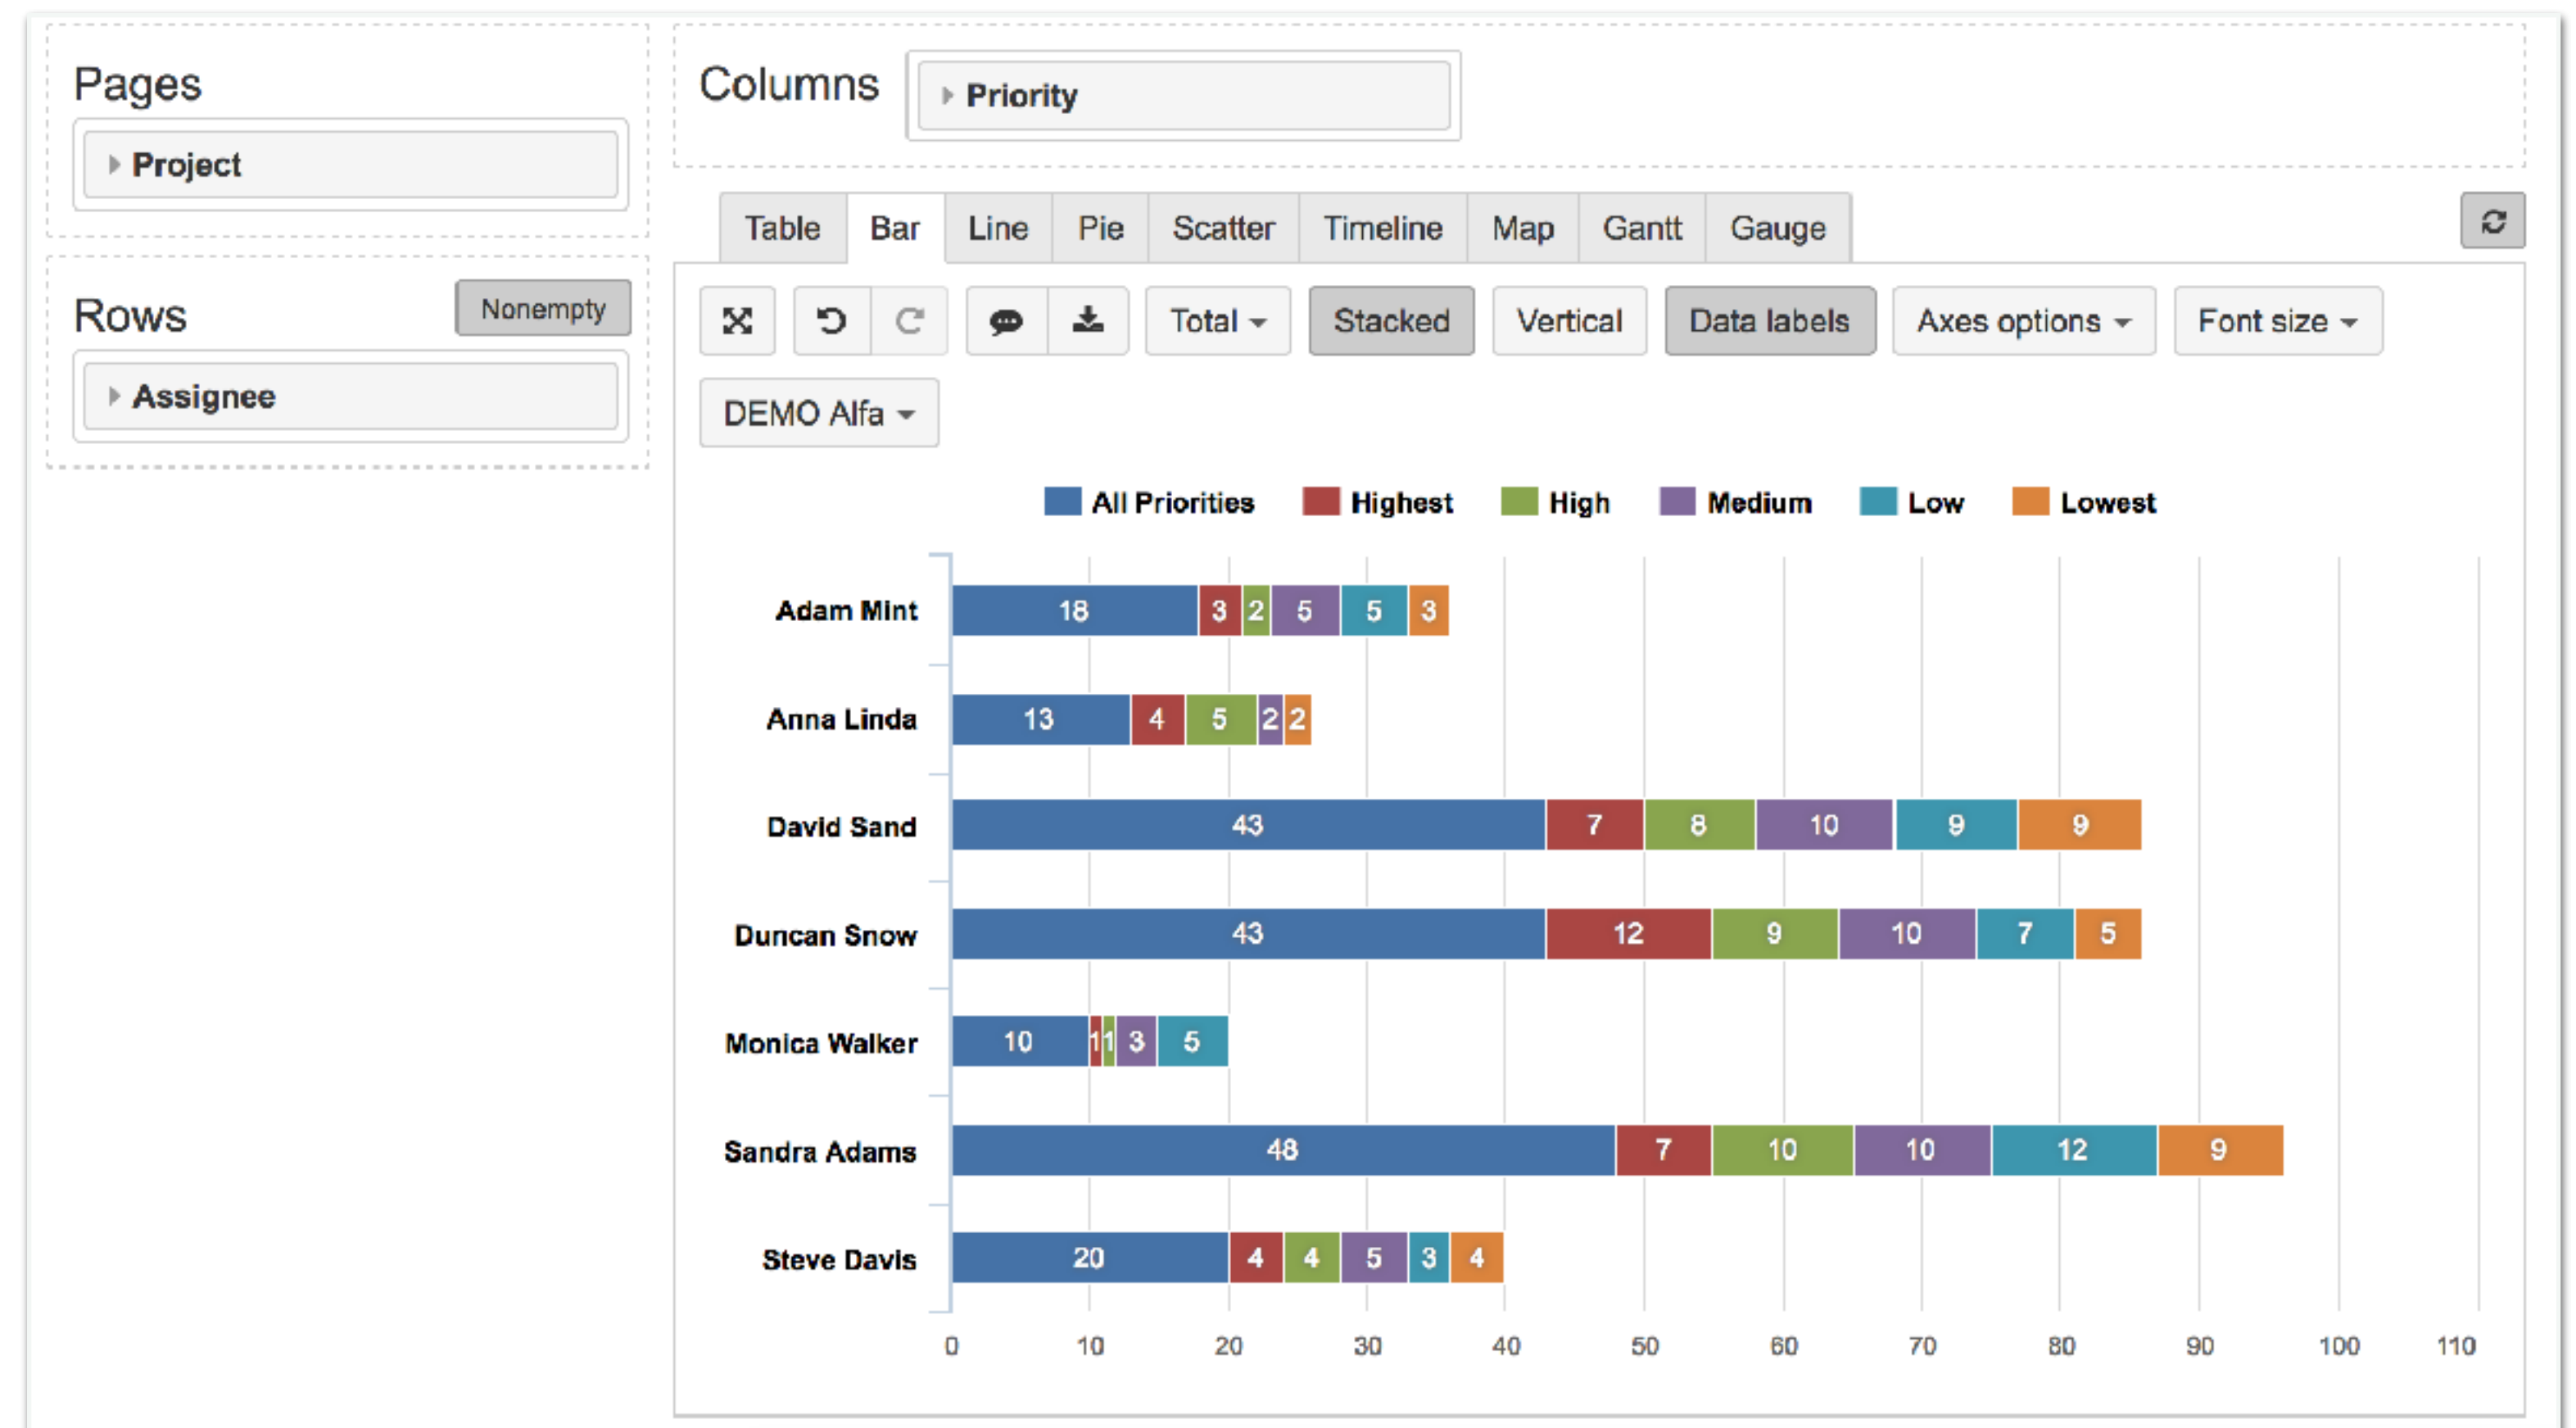 Pages
Project
Rows Nonempty
Assignee
Columns Priority
Table Bar Line Pie Scatter Timeline Map Gantt Gauge
Total Stacked Vertical Data labels Axes options Font size
DEMO Alfa
All Priorities Highest High Medium Low Lowest
Adam Mint 18 3 2 5 5 3
Anna Linda 13 4 5 2 2
David Sand 43 7 8 10 9 9
Duncan Snow 43 12 9 10 7 5
Monica Walker 10 1 1 3 5
Sandra Adams 48 7 10 10 12 9
Steve Davis 20 4 4 5 3 4
0 10 20 30 40 50 60 70 80 90 100 110